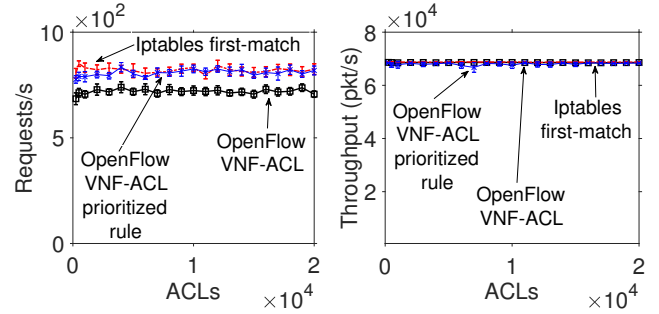 ×10²
10
5
0
Requests/s
Iptables first-match
OpenFlow
VNF-ACL
prioritized
rule
OpenFlow
VNF-ACL
0
1
2
ACLs
×10⁴
×10⁴
8
6
4
2
Throughput (pkt/s)
OpenFlow
VNF-ACL
prioritized
rule
OpenFlow
VNF-ACL
Iptables
first-match
0
1
2
ACLs
×10⁴